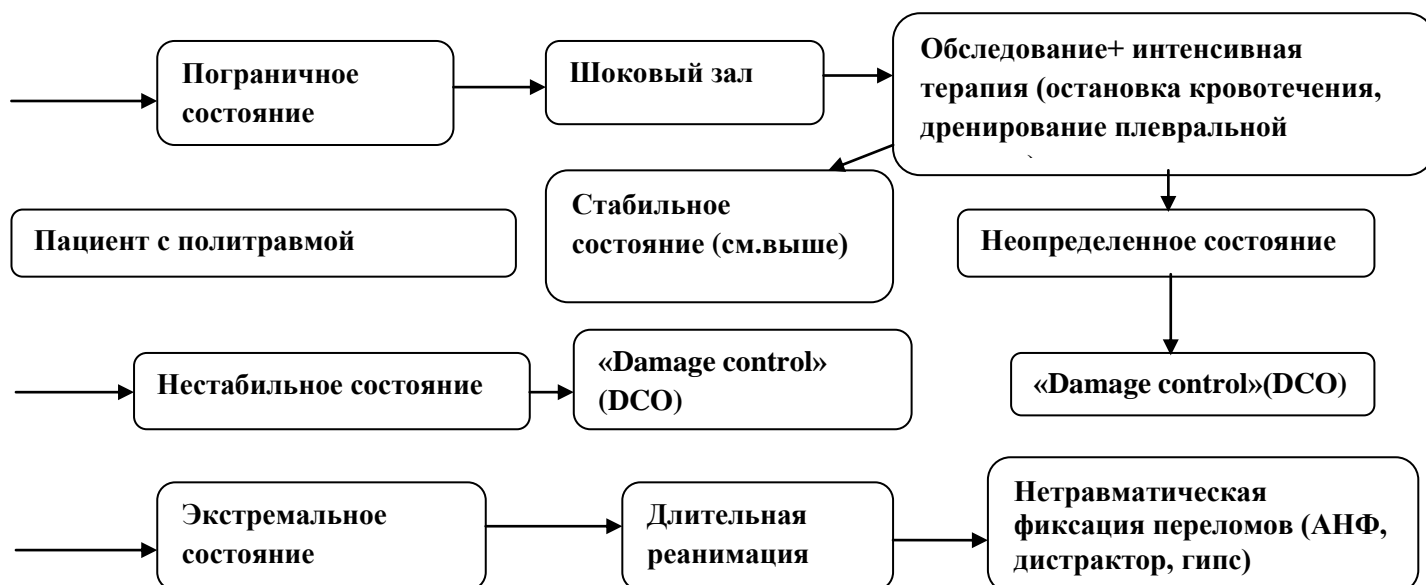 Пограничное
состояние
Шоковый зал
Обследование+ интенсивная
терапия (остановка кровотечения,
дренирование плевральной
Стабильное
состояние (см.выше)
Пациент с политравмой
Неопределенное состояние
Нестабильное состояние
«Damage control»
(DCO)
«Damage control»(DCO)
Экстремальное
состояние
Длительная
реанимация
Нетравматическая
фиксация переломов (АНФ,
дистрактор, гипс)